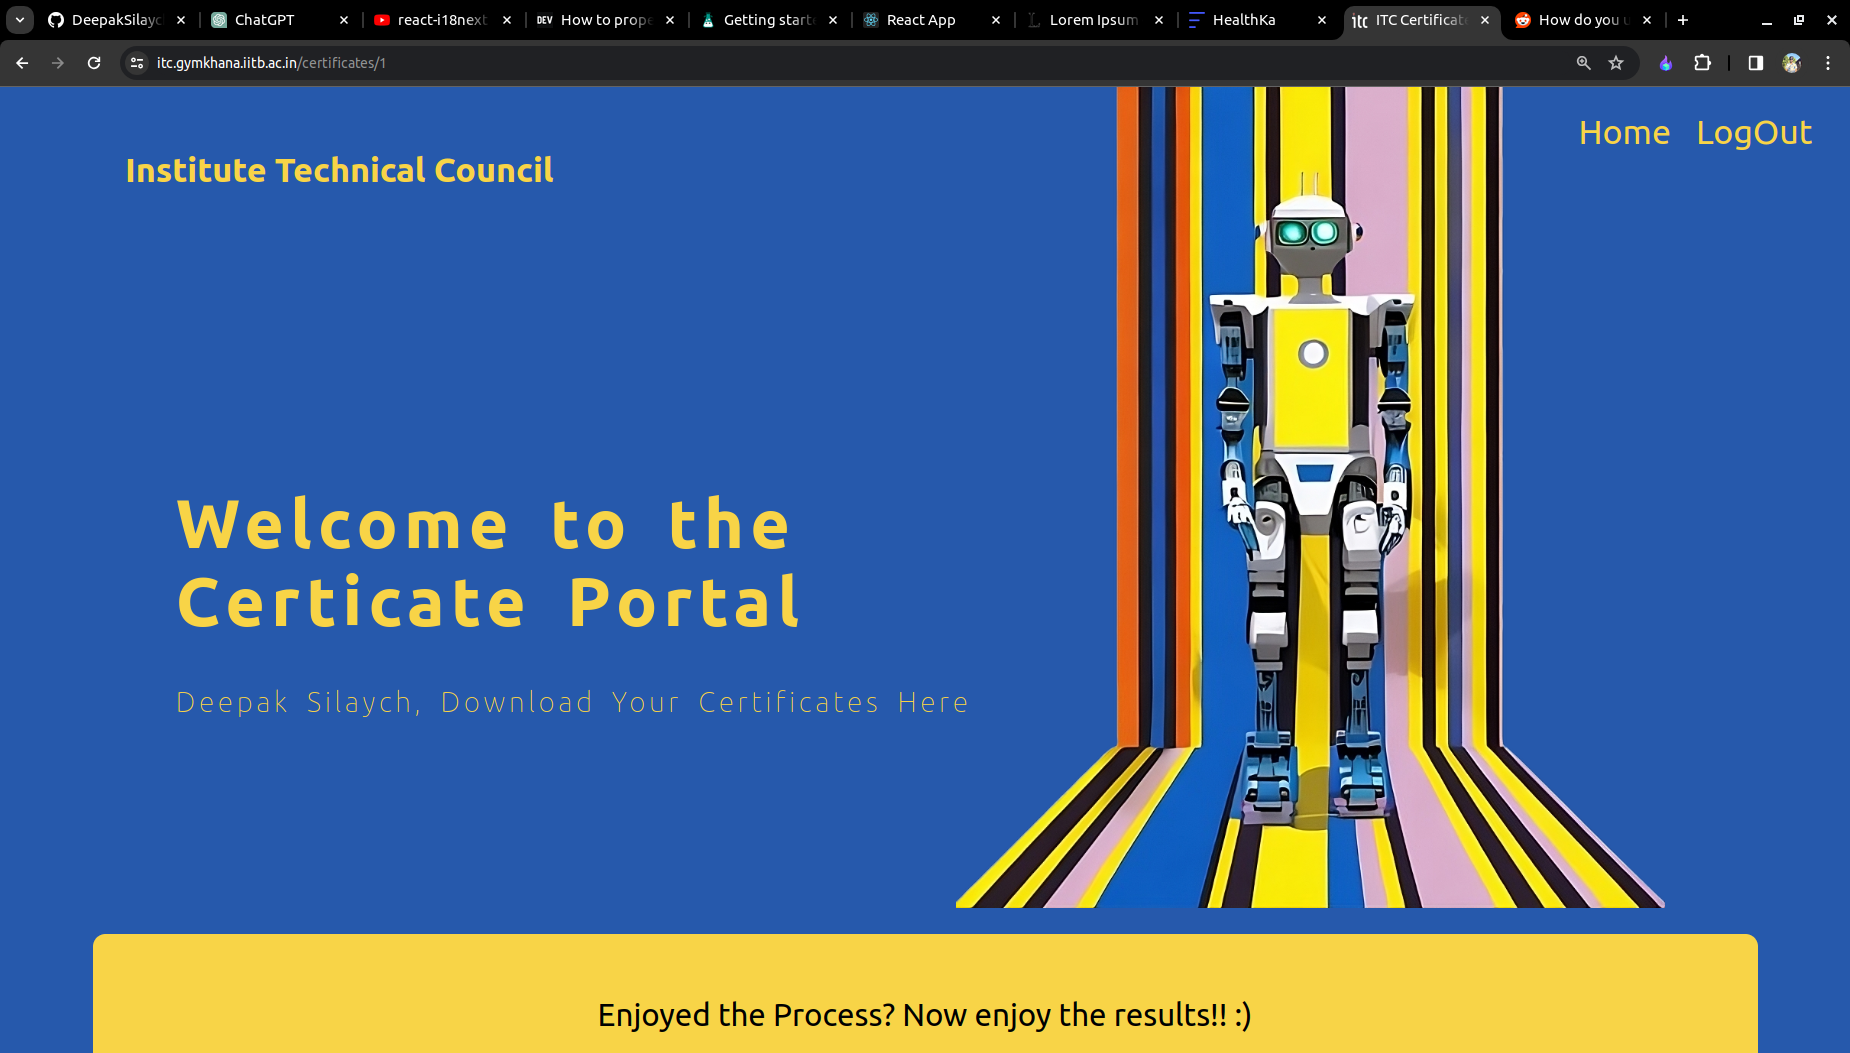 DeepakSilayc
ChatGPT
react-i18next
DEV How to prope
Getting starte
React App
Lorem Ipsum
HealthKa
itc ITC Certificate
How do you u
itc.gymkhana.iitb.ac.in/certificates/1
Home LogOut
Institute Technical Council
Welcome to the
Certicate Portal
Deepak Silaych, Download Your Certificates Here
Enjoyed the Process? Now enjoy the results!! :)